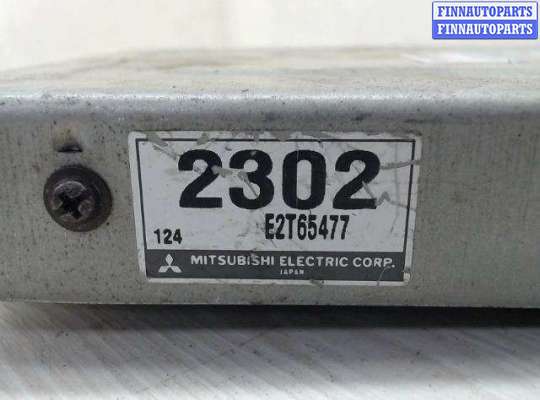 FINNAUTOPARTS
FINNAUTOPARTS
2302
124 E2T65477
MITSUBISHI ELECTRIC CORP.
JAPAN